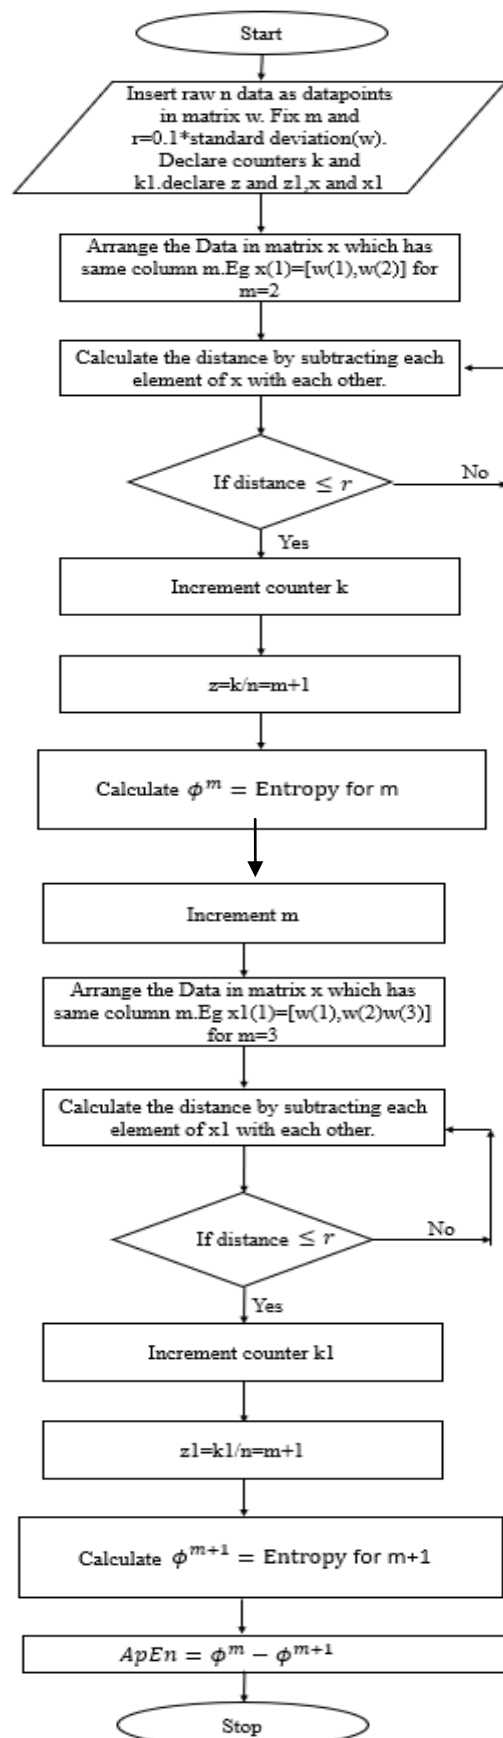 Start
Insert raw n data as datapoints
in matrix w. Fix m and
r=0.1*standard deviation(w).
Declare counters k and
k1.declare z and z1,x and x1
Arrange the Data in matrix x which has
same column m.Eg x(1)=[w(1),w(2)] for
m=2
Calculate the distance by subtracting each
element of x with each other.
If distance ≤ r
No
Yes
Increment counter k
z=k/n=m+1
Calculate ϕ^m = Entropy for m
Increment m
Arrange the Data in matrix x which has
same column m.Eg x1(1)=[w(1),w(2)w(3)]
for m=3
Calculate the distance by subtracting each
element of x1 with each other.
If distance ≤ r
No
Yes
Increment counter k1
z1=k1/n=m+1
Calculate ϕ^{m+1} = Entropy for m+1
ApEn = ϕ^m − ϕ^{m+1}
Stop